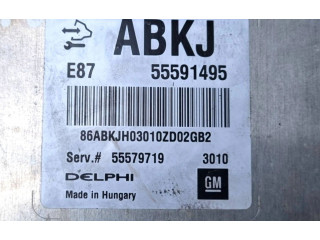 ABKJ
E87 55591495
86ABKJH03010ZD02GB2
Serv.# 55579719 3010
DELPHI GM
Made in Hungary